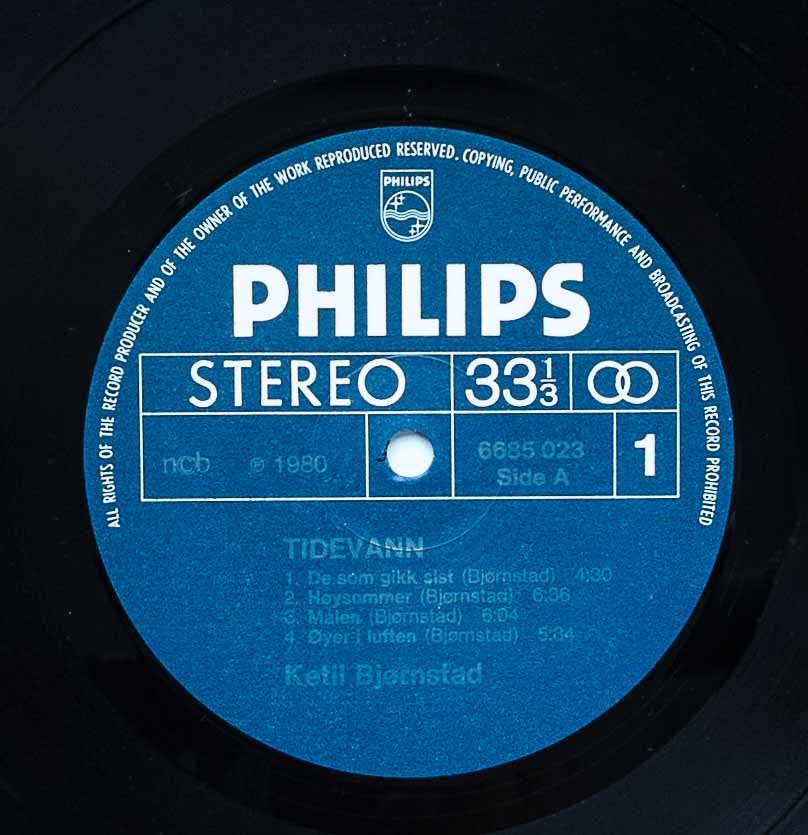 ALL RIGHTS OF THE RECORD PRODUCER AND OF THE OWNER OF THE WORK REPRODUCED RESERVED. COPYING, PUBLIC PERFORMANCE AND BROADCASTING OF THIS RECORD PROHIBITED
PHILIPS
PHILIPS
STEREO 33 1/3
ncb ℗ 1980 6685 023 1
Side A
TIDEVANN
1. De som gikk sist (Bjørnstad) 4:30
2. Høysommer (Bjørnstad) 6:36
3. Målen (Bjørnstad) 6:04
4. Øyer i luften (Bjørnstad) 5:34
Ketil Bjørnstad